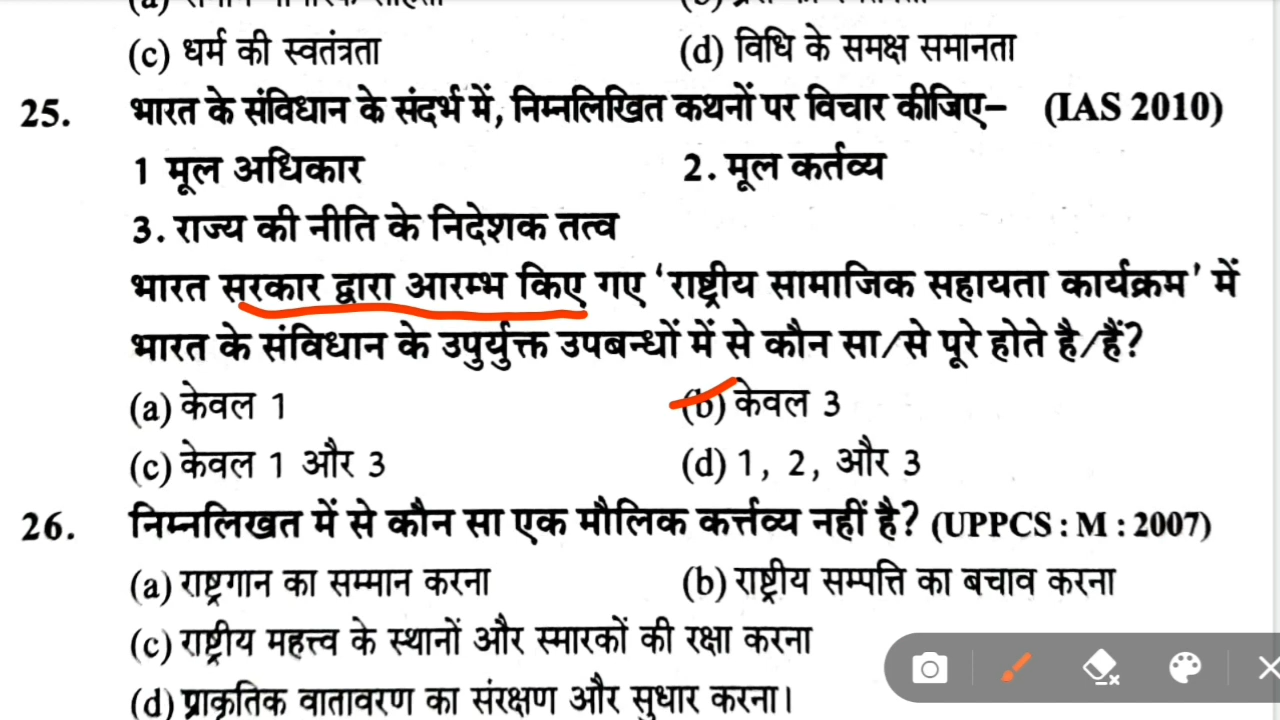 (c) धर्म की स्वतंत्रता (d) विधि के समक्ष समानता
25. भारत के संविधान के संदर्भ में, निम्नलिखित कथनों पर विचार कीजिए– (IAS 2010)
1 मूल अधिकार 2. मूल कर्तव्य
3. राज्य की नीति के निदेशक तत्व
भारत सरकार द्वारा आरम्भ किए गए 'राष्ट्रीय सामाजिक सहायता कार्यक्रम' में
भारत के संविधान के उपुर्युक्त उपबन्धों में से कौन सा/से पूरे होते है/हैं?
(a) केवल 1 (b) केवल 3
(c) केवल 1 और 3 (d) 1, 2, और 3
26. निम्नलिखत में से कौन सा एक मौलिक कर्त्तव्य नहीं है? (UPPCS : M : 2007)
(a) राष्ट्रगान का सम्मान करना (b) राष्ट्रीय सम्पत्ति का बचाव करना
(c) राष्ट्रीय महत्त्व के स्थानों और स्मारकों की रक्षा करना
(d) प्राकृतिक वातावरण का संरक्षण और सुधार करना।